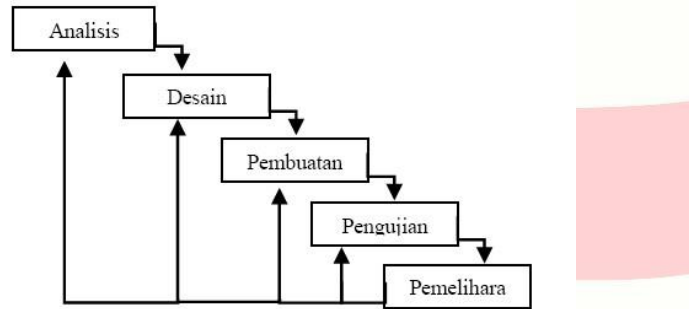 Analisis
Desain
Pembuatan
Pengujian
Pemelihara